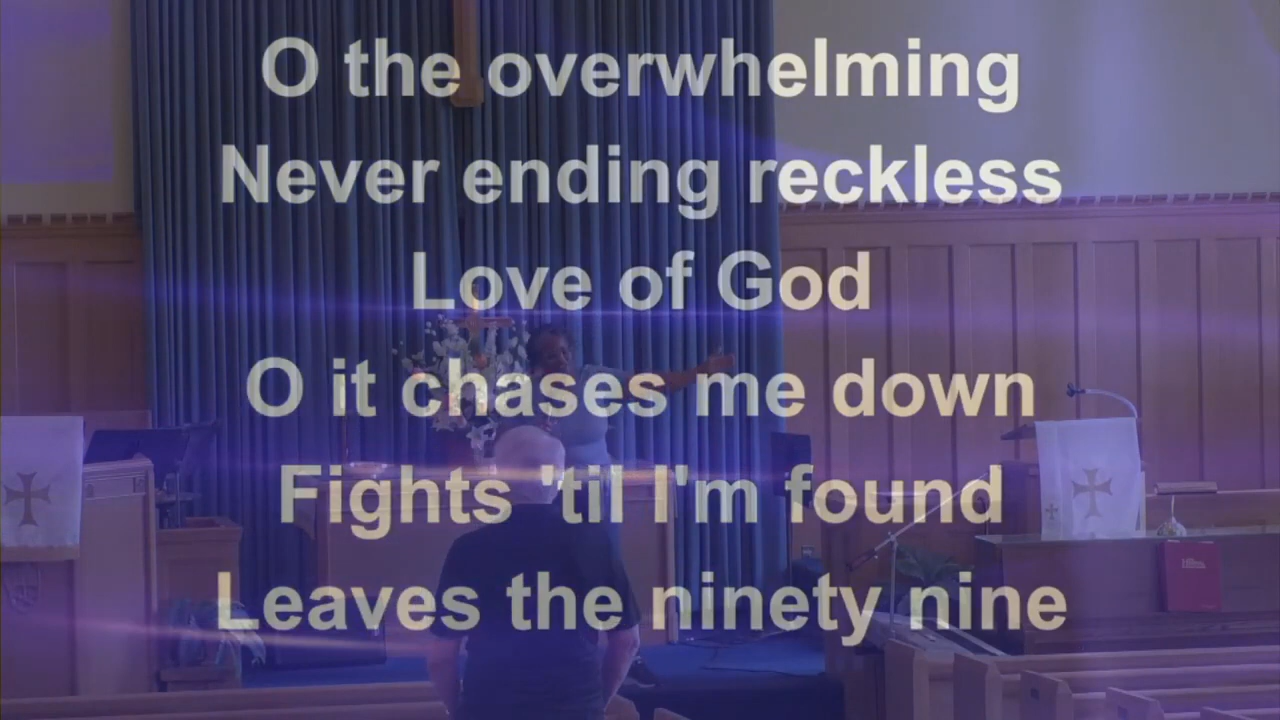 O the overwhelming
Never ending reckless
Love of God
O it chases me down
Fights 'til I'm found
Leaves the ninety nine